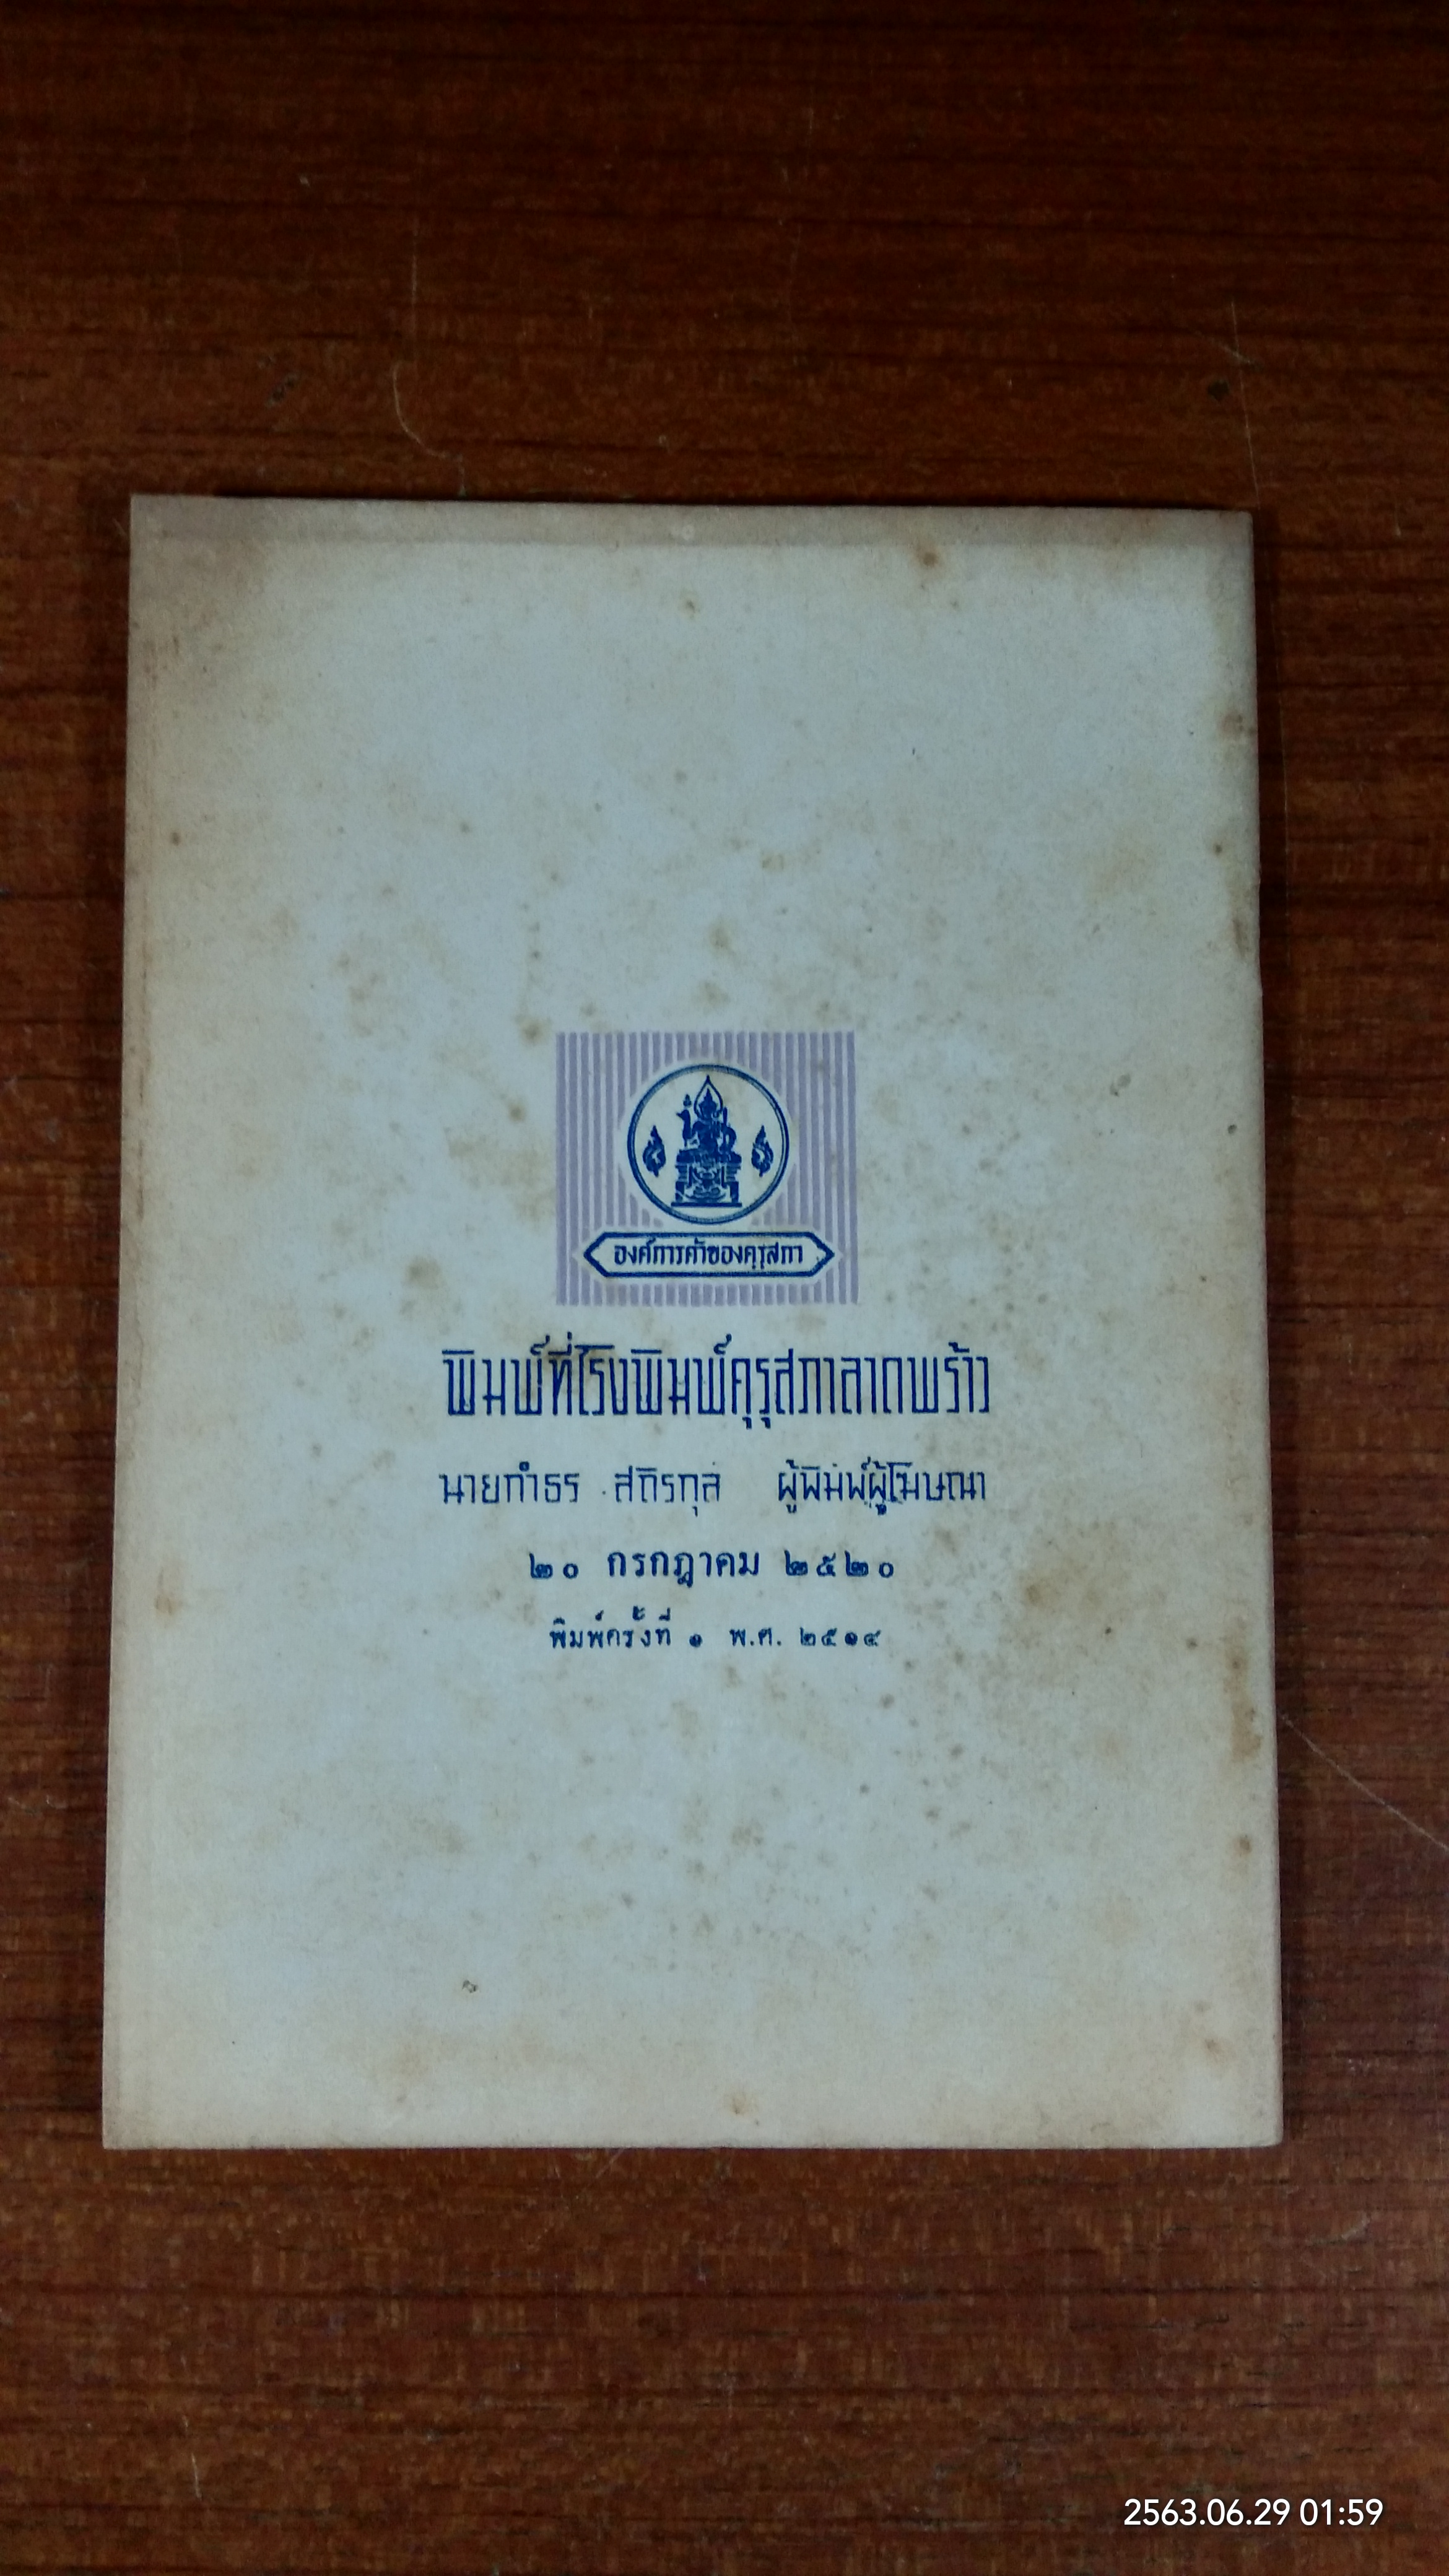 องค์การค้าของคุรุสภา
พิมพ์ที่โรงพิมพ์คุรุสภาลาดพร้าว
นายกำธร สถิรกุล ผู้พิมพ์ผู้โฆษณา
๒๐ กรกฎาคม ๒๕๒๐
พิมพ์ครั้งที่ ๑ พ.ศ. ๒๕๑๔
2563.06.29 01:59